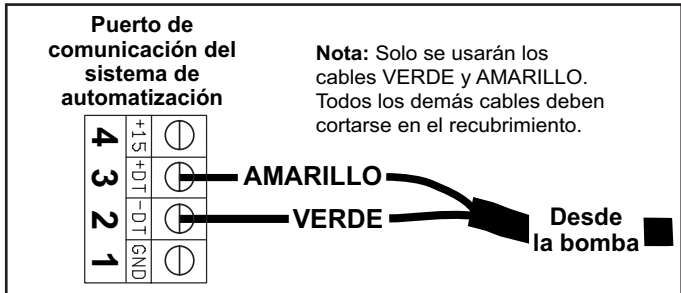 Puerto de
comunicación del
sistema de
automatización
Nota: Solo se usarán los
cables VERDE y AMARILLO.
Todos los demás cables deben
cortarse en el recubrimiento.
4 +15
3 +DT
AMARILLO
2 -DT
VERDE
1 GND
Desde
la bomba